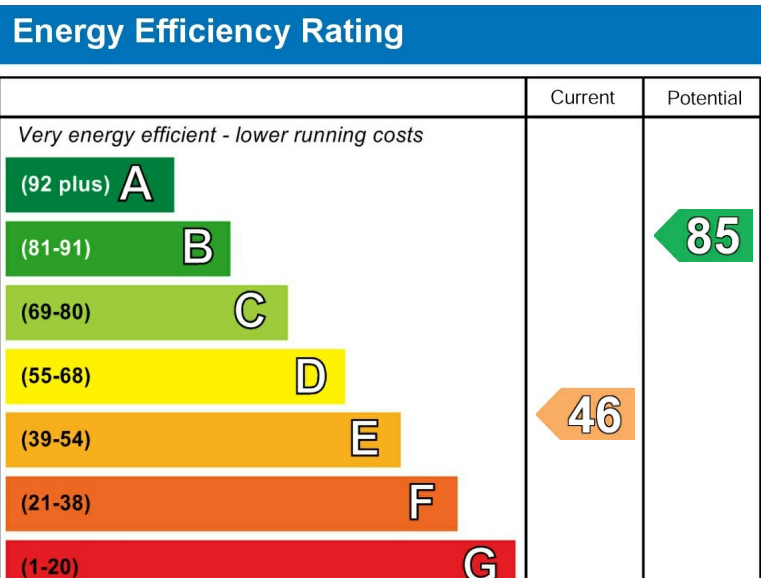 Energy Efficiency Rating
Current Potential
Very energy efficient - lower running costs
(92 plus) A
(81-91) B
85
(69-80) C
(55-68) D
46
(39-54) E
(21-38) F
(1-20) G